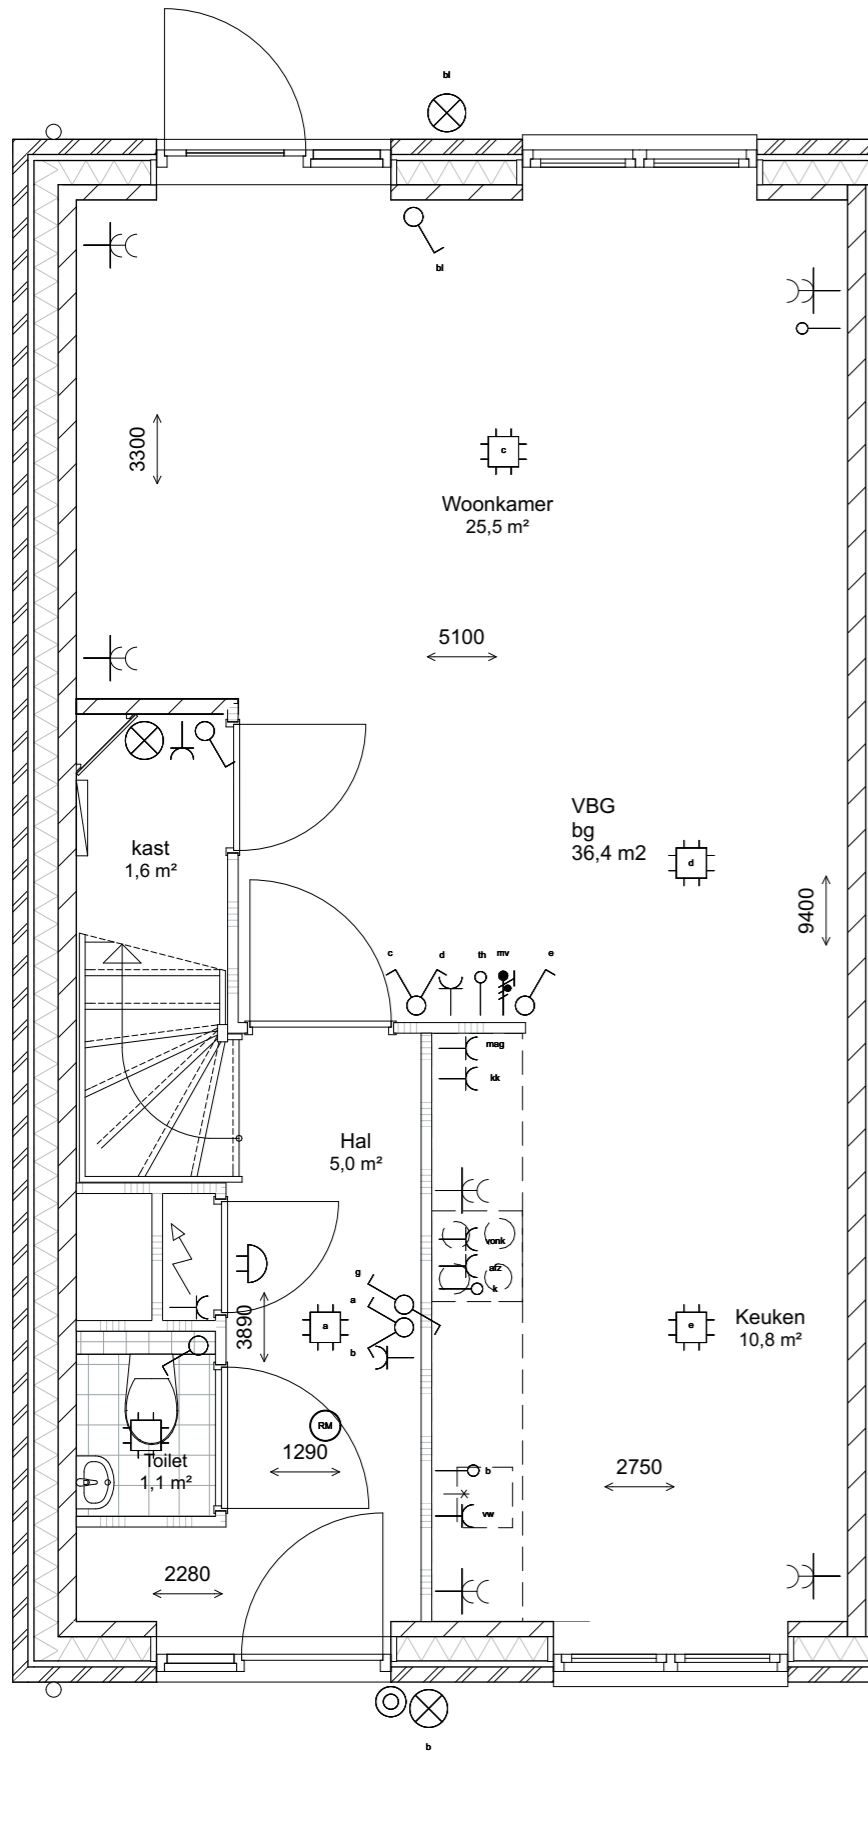 bl
bl
c
3300
Woonkamer
25,5 m²
5100
VBG
bg
36,4 m2
d
kast
1,6 m²
9400
c
d
th
mv
e
mag
kk
Hal
5,0 m²
vonk
afz
k
g
a
b
a
3890
e
Keuken
10,8 m²
RM
1290
Toilet
1,1 m²
b
vw
2750
2280
b